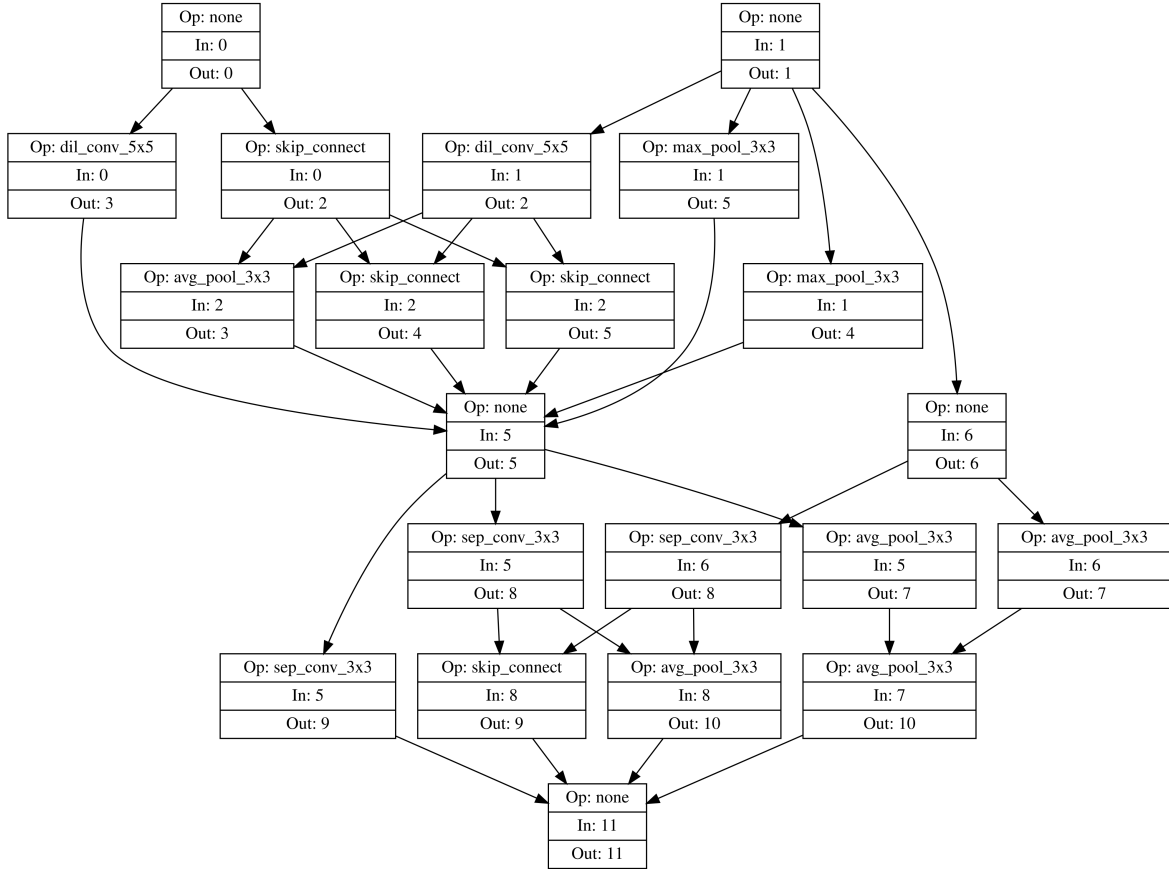 Op: none
In: 0
Out: 0
Op: none
In: 1
Out: 1
Op: dil_conv_5x5
In: 0
Out: 3
Op: skip_connect
In: 0
Out: 2
Op: dil_conv_5x5
In: 1
Out: 2
Op: max_pool_3x3
In: 1
Out: 5
Op: avg_pool_3x3
In: 2
Out: 3
Op: skip_connect
In: 2
Out: 4
Op: skip_connect
In: 2
Out: 5
Op: max_pool_3x3
In: 1
Out: 4
Op: none
In: 5
Out: 5
Op: none
In: 6
Out: 6
Op: sep_conv_3x3
In: 5
Out: 8
Op: sep_conv_3x3
In: 6
Out: 8
Op: avg_pool_3x3
In: 5
Out: 7
Op: avg_pool_3x3
In: 6
Out: 7
Op: sep_conv_3x3
In: 5
Out: 9
Op: skip_connect
In: 8
Out: 9
Op: avg_pool_3x3
In: 8
Out: 10
Op: avg_pool_3x3
In: 7
Out: 10
Op: none
In: 11
Out: 11